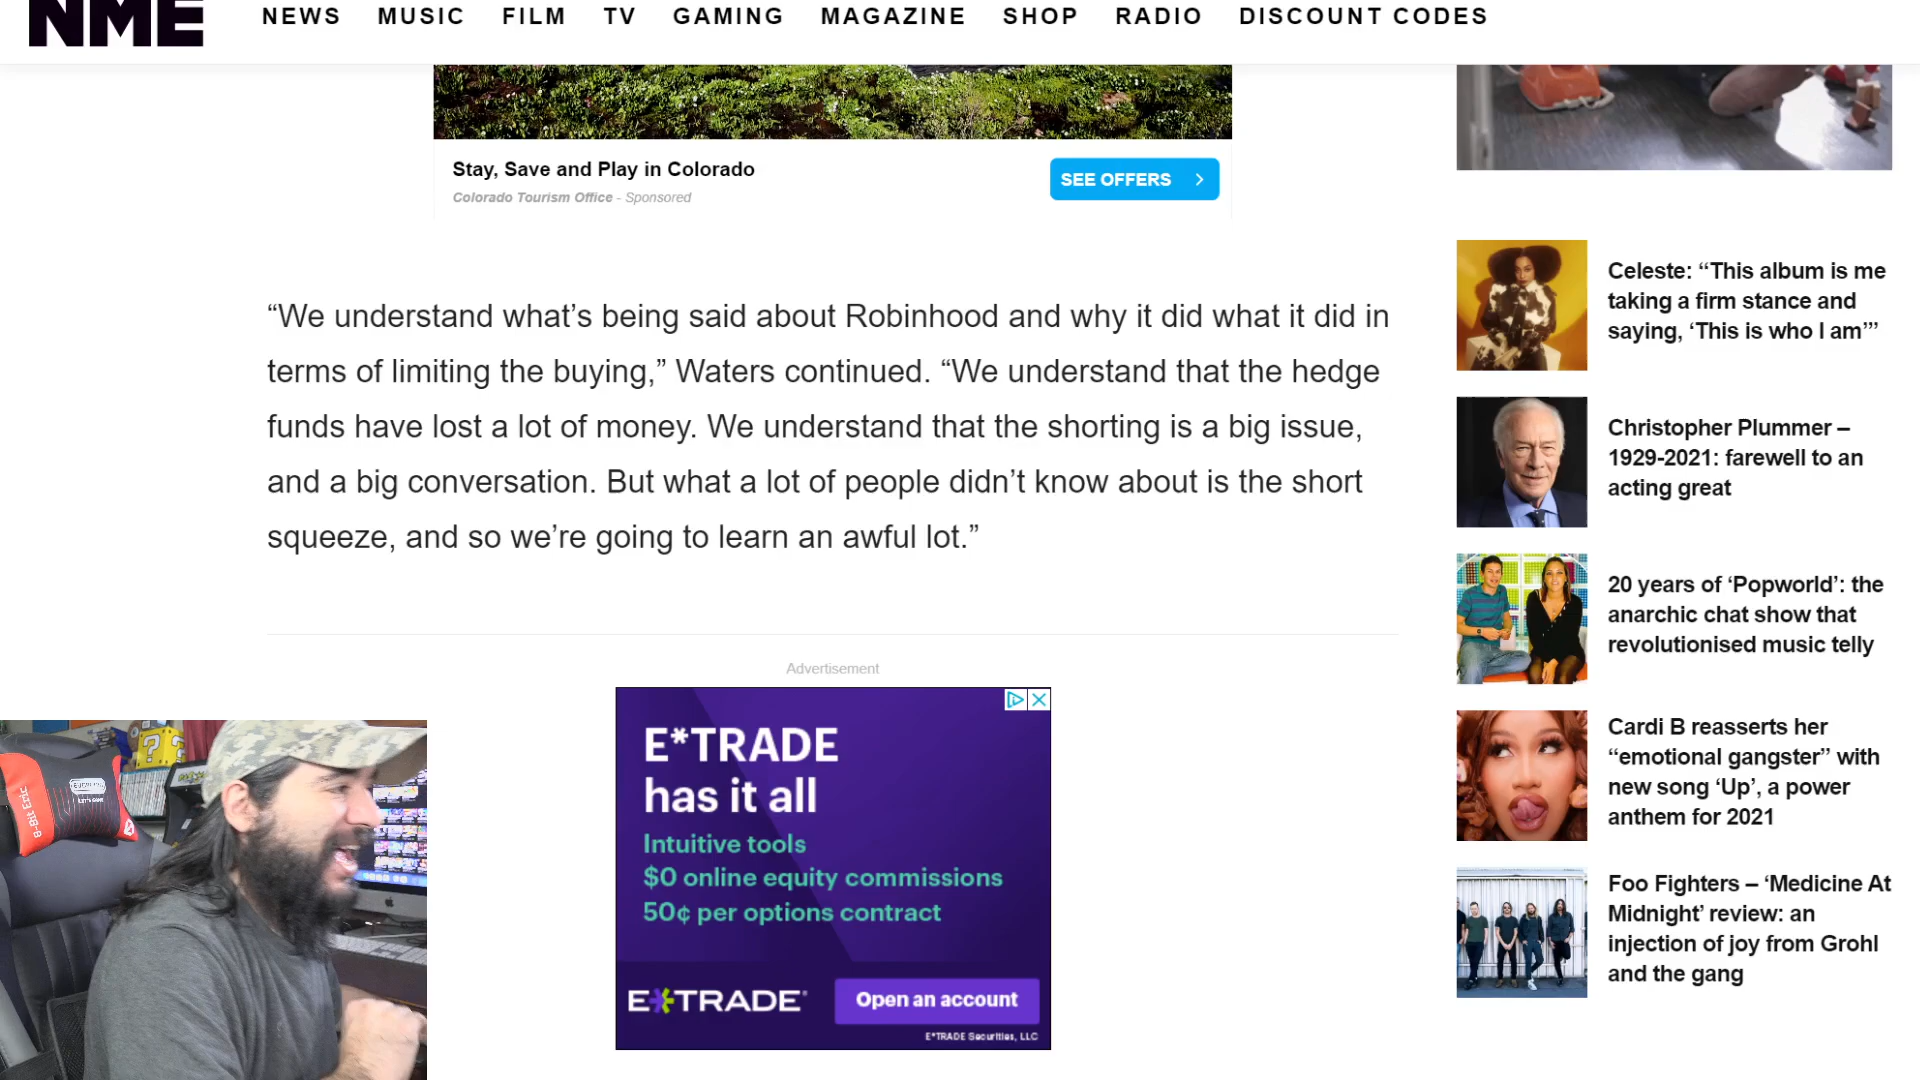 NME
NEWS MUSIC FILM TV GAMING MAGAZINE SHOP RADIO DISCOUNT CODES
Stay, Save and Play in Colorado
Colorado Tourism Office - Sponsored
SEE OFFERS
“We understand what’s being said about Robinhood and why it did what it did in
terms of limiting the buying,” Waters continued. “We understand that the hedge
funds have lost a lot of money. We understand that the shorting is a big issue,
and a big conversation. But what a lot of people didn’t know about is the short
squeeze, and so we’re going to learn an awful lot.”
Advertisement
E*TRADE
has it all
Intuitive tools
$0 online equity commissions
50¢ per options contract
E*TRADE
Open an account
E*TRADE Securities, LLC
Celeste: “This album is me
taking a firm stance and
saying, ‘This is who I am’”
Christopher Plummer –
1929-2021: farewell to an
acting great
20 years of ‘Popworld’: the
anarchic chat show that
revolutionised music telly
Cardi B reasserts her
“emotional gangster” with
new song ‘Up’, a power
anthem for 2021
Foo Fighters – ‘Medicine At
Midnight’ review: an
injection of joy from Grohl
and the gang
8-Bit Eric